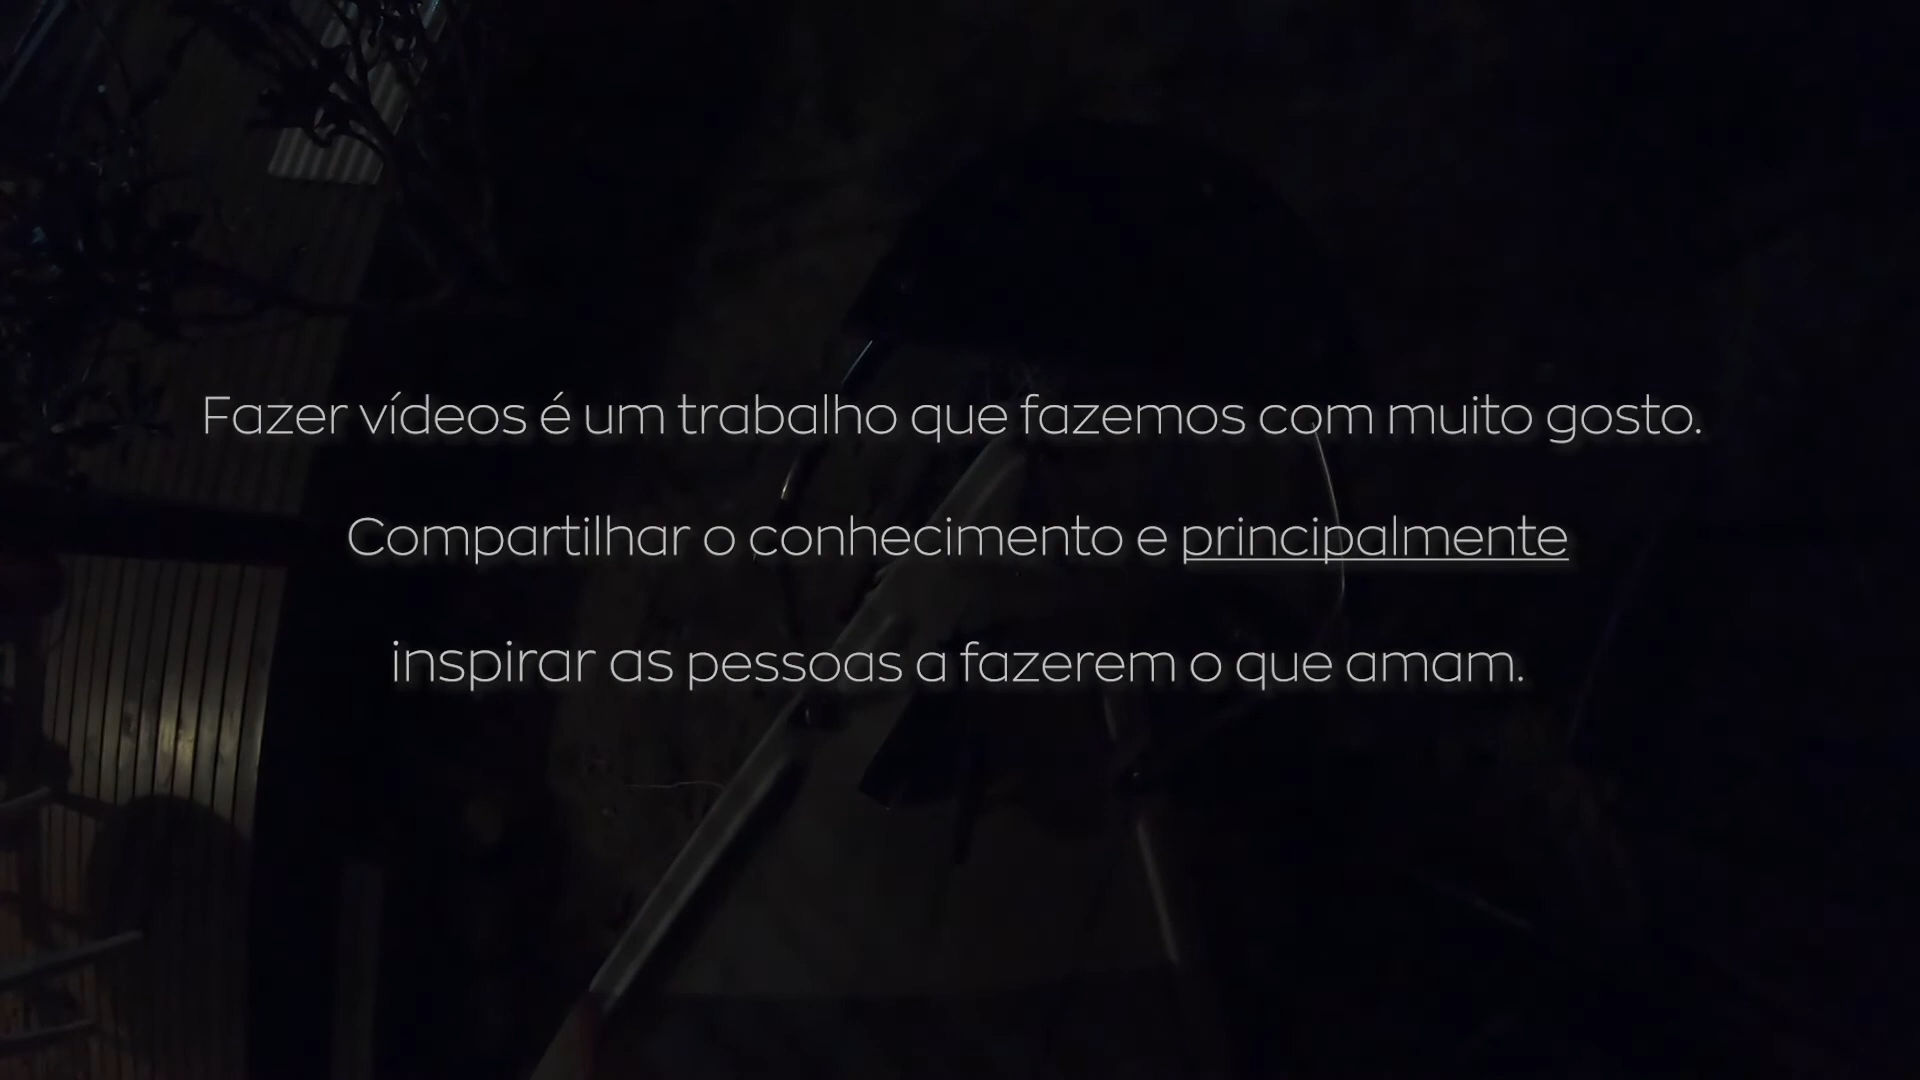 Fazer vídeos é um trabalho que fazemos com muito gosto.
Compartilhar o conhecimento e principalmente
inspirar as pessoas a fazerem o que amam.